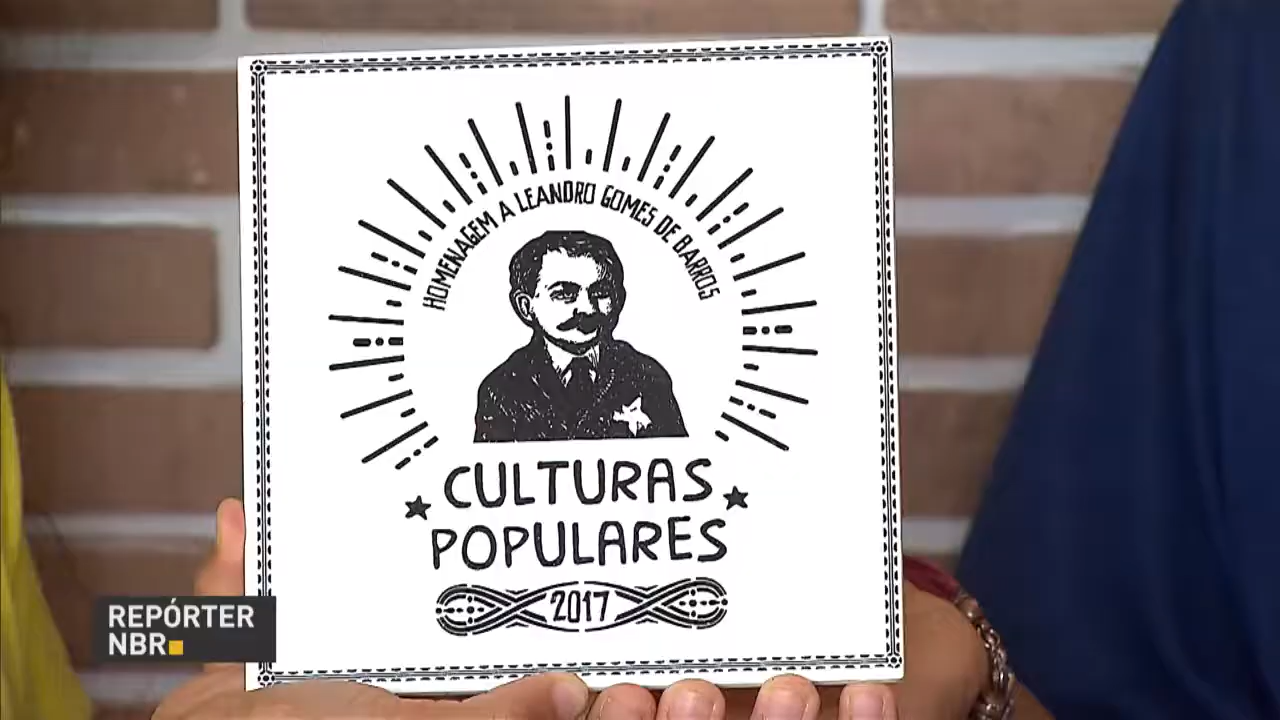 HOMENAGEM A LEANDRO GOMES DE BARROS
CULTURAS
POPULARES
2017
REPÓRTER
NBR